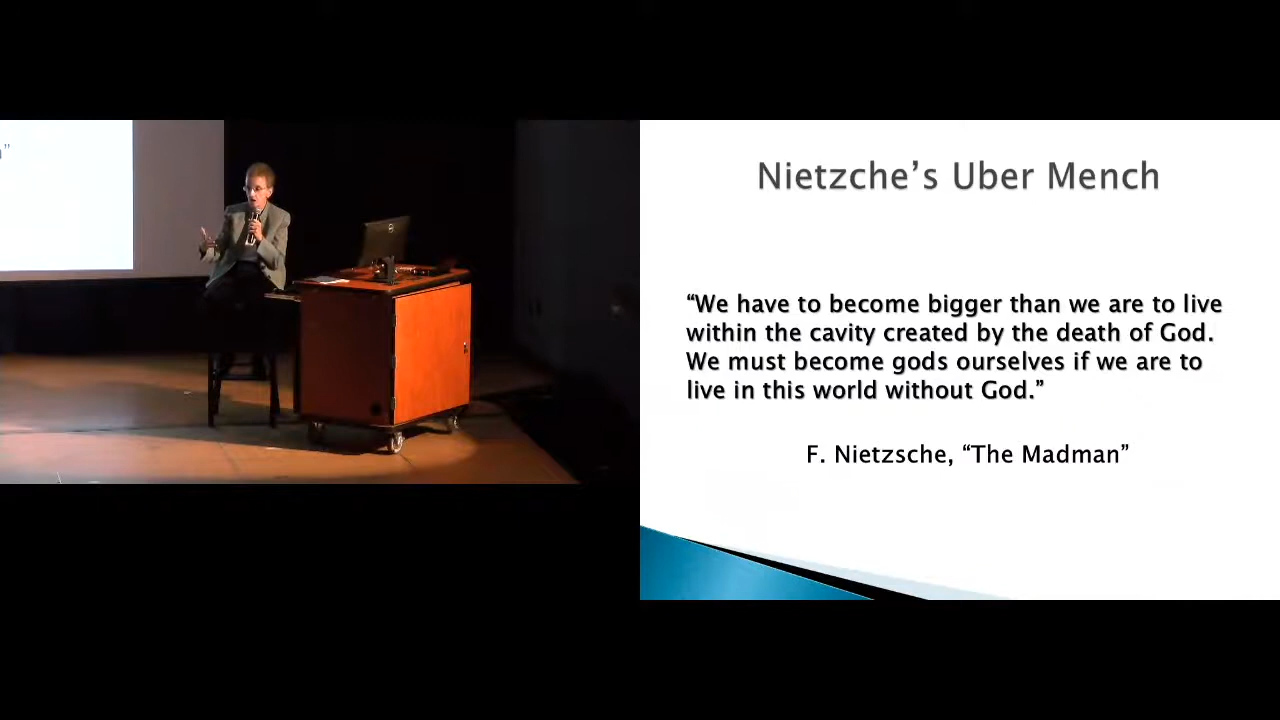 Nietzche’s Uber Mench
“We have to become bigger than we are to live
within the cavity created by the death of God.
We must become gods ourselves if we are to
live in this world without God.”
F. Nietzsche, “The Madman”